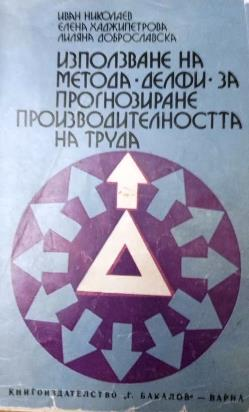 ИВАН НИКОЛАЕВ
ЕЛЕНА ХАДЖИПЕТРОВА
ЛИЛЯНА ДОБРОСЛАВСКА
ИЗПОЛЗВАНЕ НА
МЕТОДА·ДЕЛФИ·ЗА
ПРОГНОЗИРАНЕ
ПРОИЗВОДИТЕЛНОСТТА
НА ТРУДА
КНИГОИЗДАТЕЛСТВО „Г. БАКАЛОВ" — ВАРНА